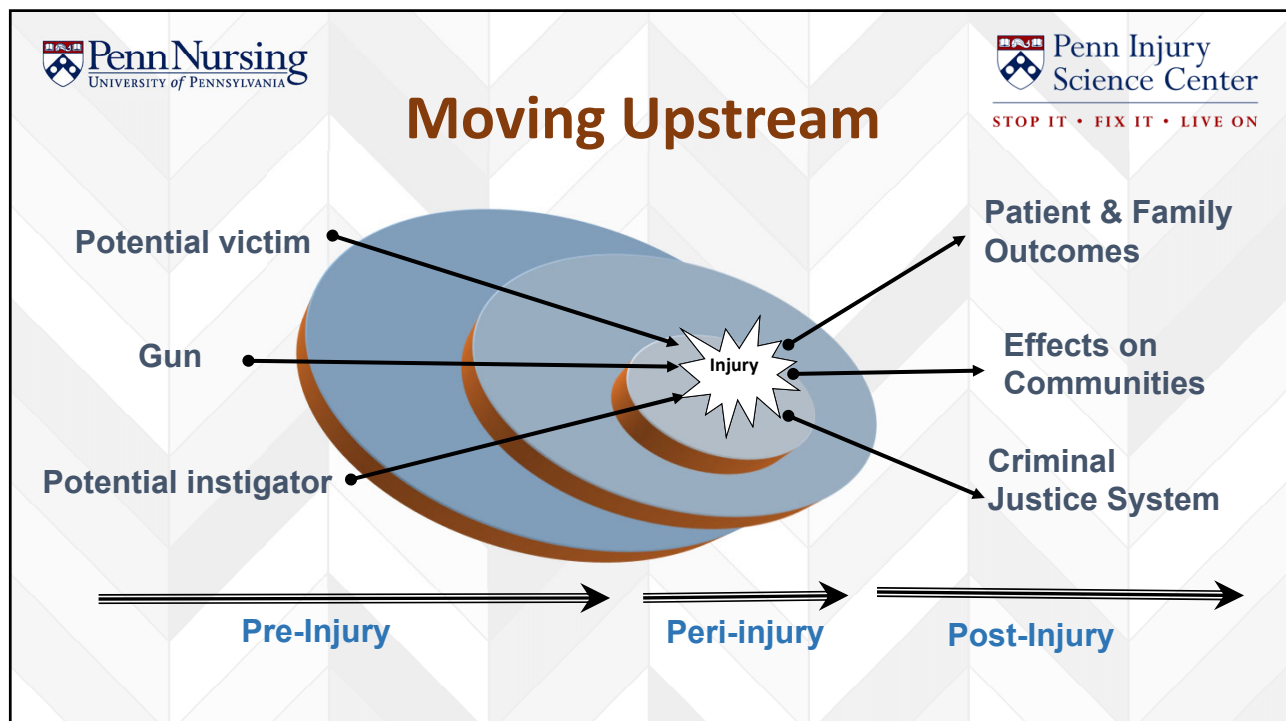 Penn Nursing
UNIVERSITY of PENNSYLVANIA
Penn Injury
Science Center
STOP IT • FIX IT • LIVE ON
Moving Upstream
Potential victim
Gun
Potential instigator
Injury
Patient & Family
Outcomes
Effects on
Communities
Criminal
Justice System
Pre-Injury
Peri-injury
Post-Injury